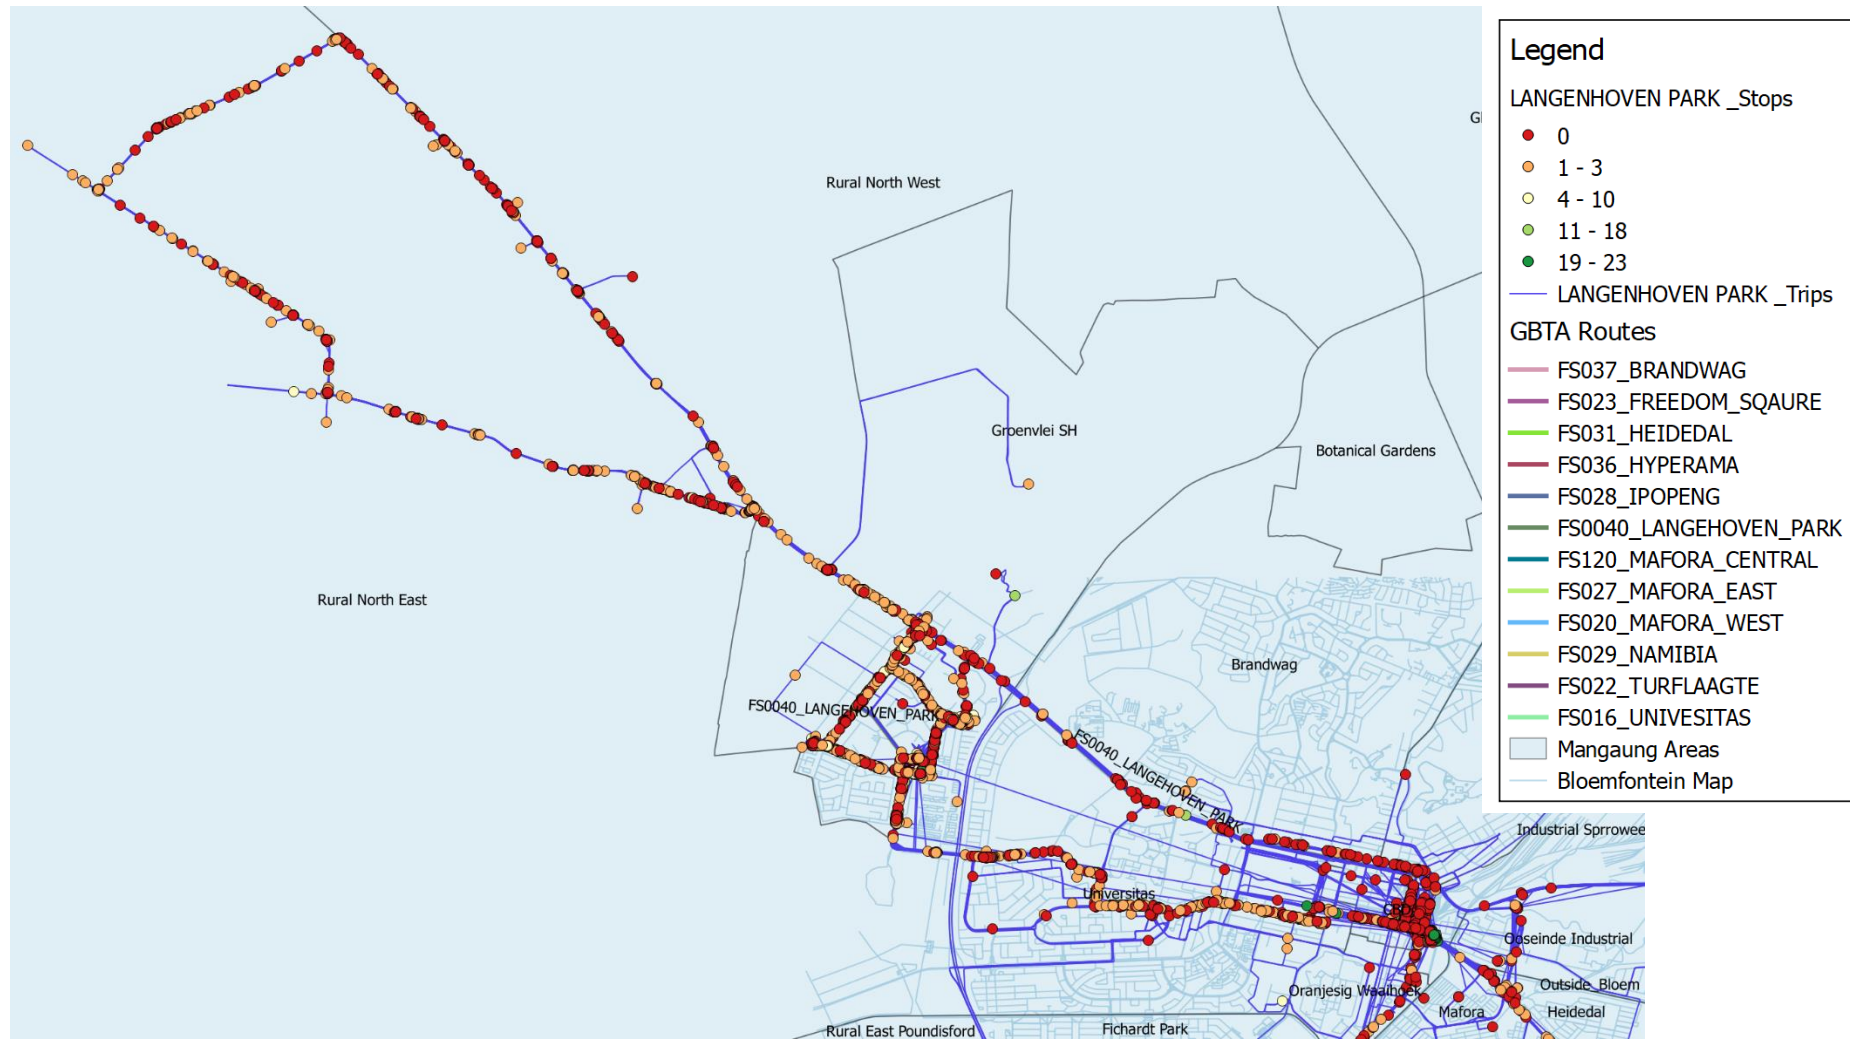 Legend
LANGENHOVEN PARK _Stops
0
1 - 3
4 - 10
11 - 18
19 - 23
LANGENHOVEN PARK _Trips
GBTA Routes
FS037_BRANDWAG
FS023_FREEDOM_SQAURE
FS031_HEIDEDAL
FS036_HYPERAMA
FS028_IPOPENG
FS0040_LANGEHOVEN_PARK
FS120_MAFORA_CENTRAL
FS027_MAFORA_EAST
FS020_MAFORA_WEST
FS029_NAMIBIA
FS022_TURFLAAGTE
FS016_UNIVESITAS
Mangaung Areas
Bloemfontein Map
Rural North West
Groenvlei SH
Botanical Gardens
Rural North East
Brandwag
FS0040_LANGEHOVEN_PARK
FS0040_LANGEHOVEN_PARK
Industrial Sprrowee
Universitas
Ooseinde Industrial
Oranjesig Waaihoek
Outside_Bloem
Mafora
Heidedal
Rural East Poundisford
Fichardt Park